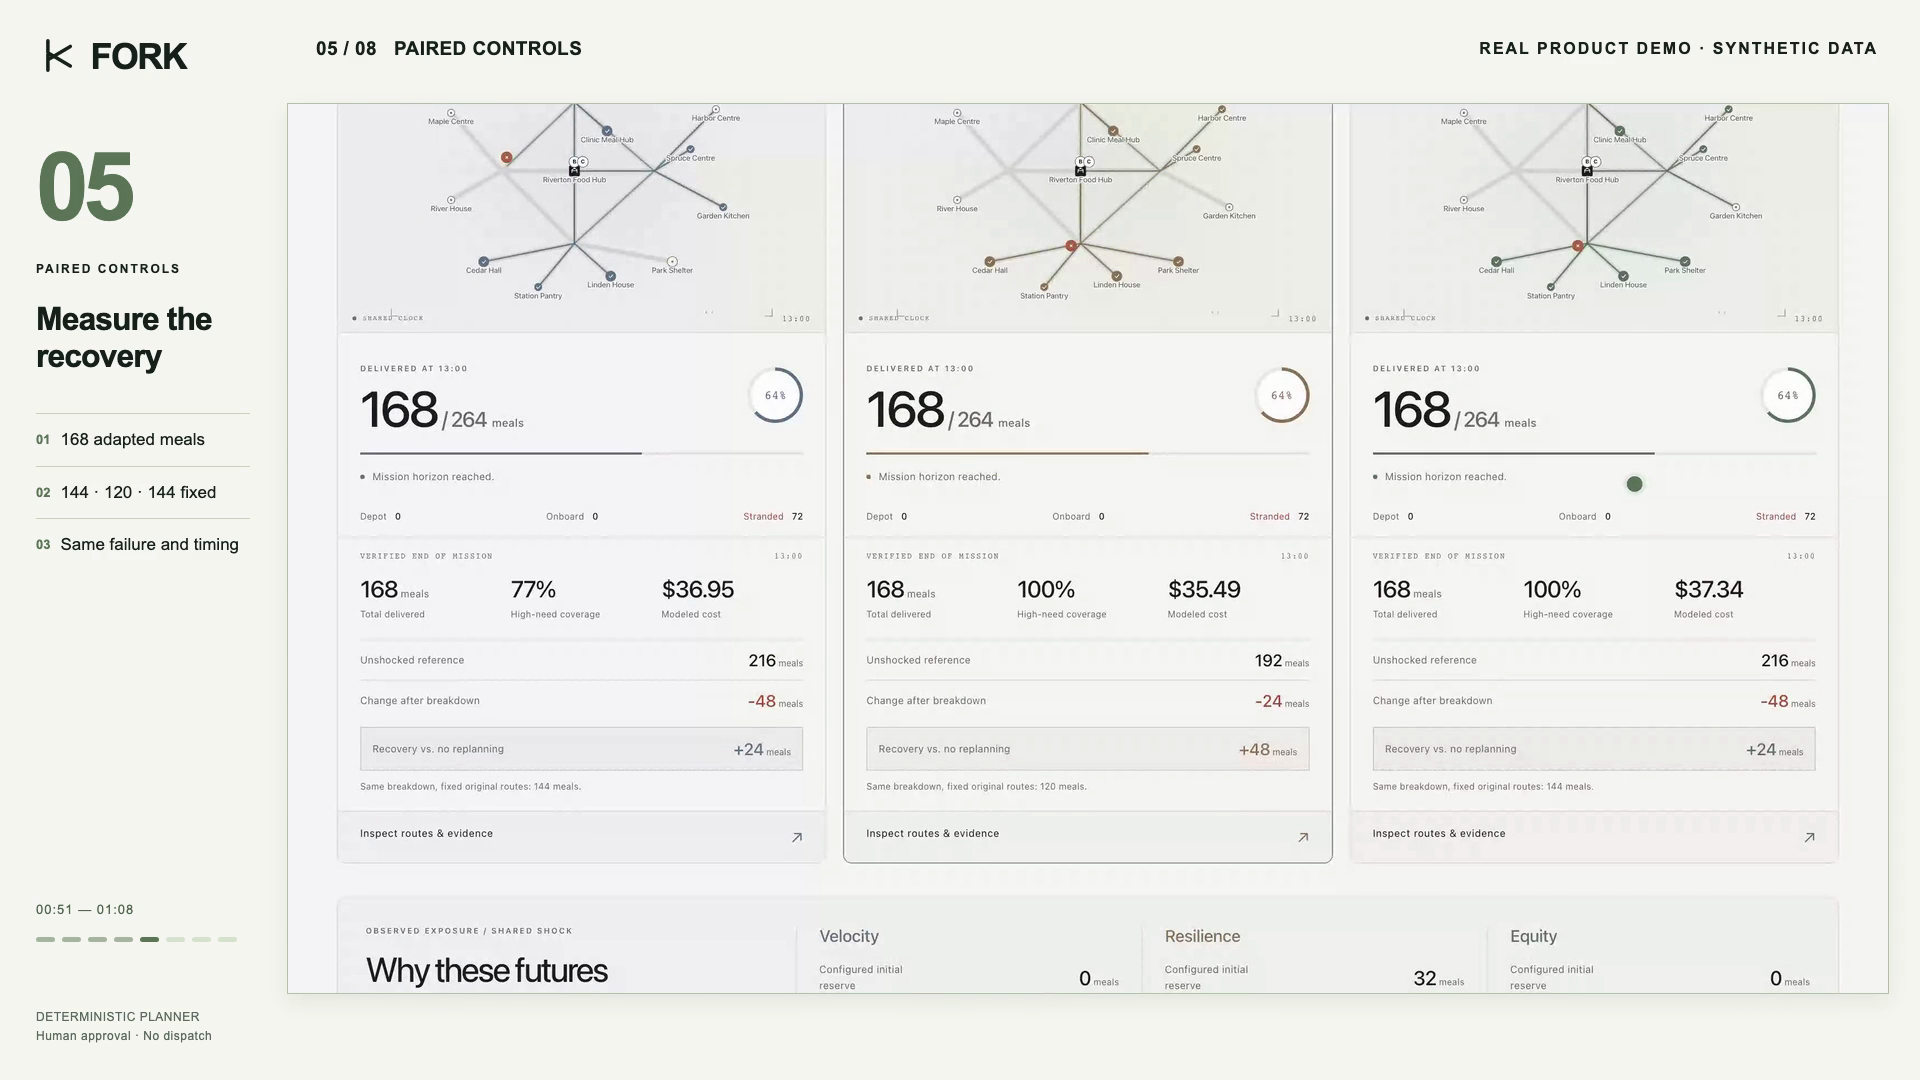 FORK
05 / 08 PAIRED CONTROLS
REAL PRODUCT DEMO · SYNTHETIC DATA
05
PAIRED CONTROLS
Measure the
recovery
01 168 adapted meals
02 144 · 120 · 144 fixed
03 Same failure and timing
00:51 — 01:08
DETERMINISTIC PLANNER
Human approval · No dispatch
Maple Centre
Harbor Centre
Clinic Meal Hub
Spruce Centre
B C
Riverton Food Hub
River House
Garden Kitchen
Cedar Hall
Park Shelter
Linden House
Station Pantry
SHARED CLOCK
13:00
DELIVERED AT 13:00
168 / 264 meals
64%
Mission horizon reached.
Depot 0 Onboard 0 Stranded 72
VERIFIED END OF MISSION 13:00
168 meals 77% $36.95
Total delivered High-need coverage Modeled cost
Unshocked reference 216 meals
Change after breakdown -48 meals
Recovery vs. no replanning +24 meals
Same breakdown, fixed original routes: 144 meals.
Inspect routes & evidence
Maple Centre
Harbor Centre
Clinic Meal Hub
Spruce Centre
B C
Riverton Food Hub
River House
Garden Kitchen
Cedar Hall
Park Shelter
Linden House
Station Pantry
SHARED CLOCK
13:00
DELIVERED AT 13:00
168 / 264 meals
64%
Mission horizon reached.
Depot 0 Onboard 0 Stranded 72
VERIFIED END OF MISSION 13:00
168 meals 100% $35.49
Total delivered High-need coverage Modeled cost
Unshocked reference 192 meals
Change after breakdown -24 meals
Recovery vs. no replanning +48 meals
Same breakdown, fixed original routes: 120 meals.
Inspect routes & evidence
Maple Centre
Harbor Centre
Clinic Meal Hub
Spruce Centre
B C
Riverton Food Hub
River House
Garden Kitchen
Cedar Hall
Park Shelter
Linden House
Station Pantry
SHARED CLOCK
13:00
DELIVERED AT 13:00
168 / 264 meals
64%
Mission horizon reached.
Depot 0 Onboard 0 Stranded 72
VERIFIED END OF MISSION 13:00
168 meals 100% $37.34
Total delivered High-need coverage Modeled cost
Unshocked reference 216 meals
Change after breakdown -48 meals
Recovery vs. no replanning +24 meals
Same breakdown, fixed original routes: 144 meals.
Inspect routes & evidence
OBSERVED EXPOSURE / SHARED SHOCK
Why these futures
Velocity
Configured initial
reserve
0 meals
Resilience
Configured initial
reserve
32 meals
Equity
Configured initial
reserve
0 meals